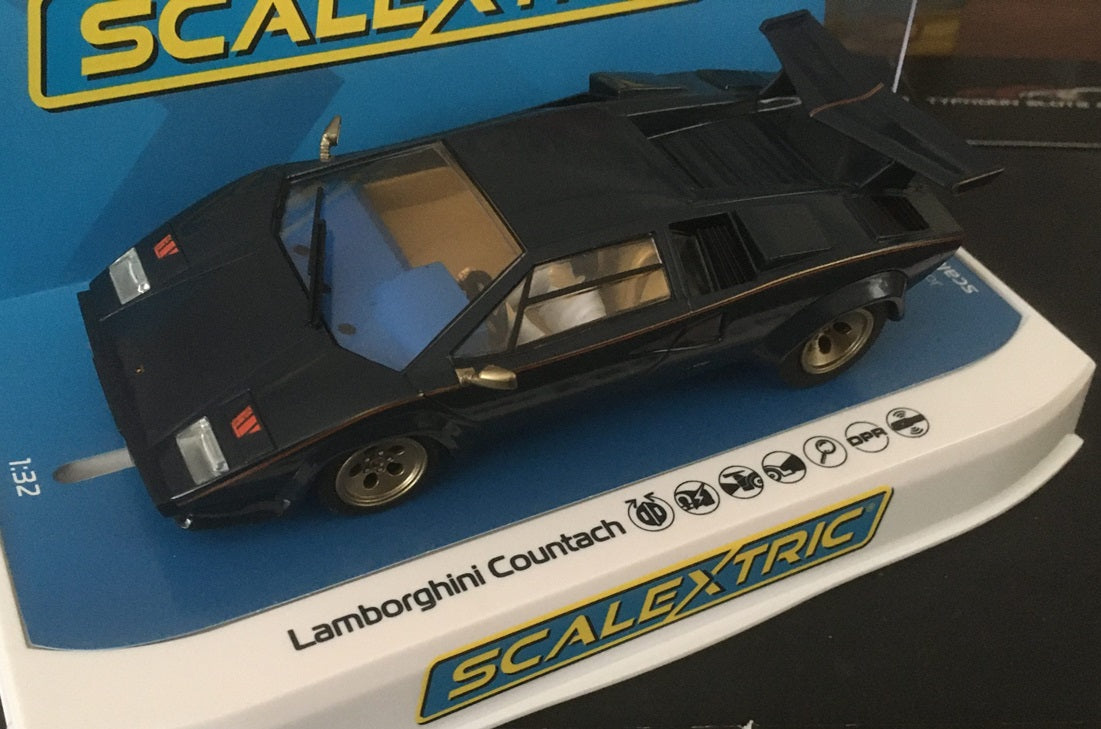 SCALEXTRIC
1:32
Lamborghini Countach
DPR
SCALEXTRIC®